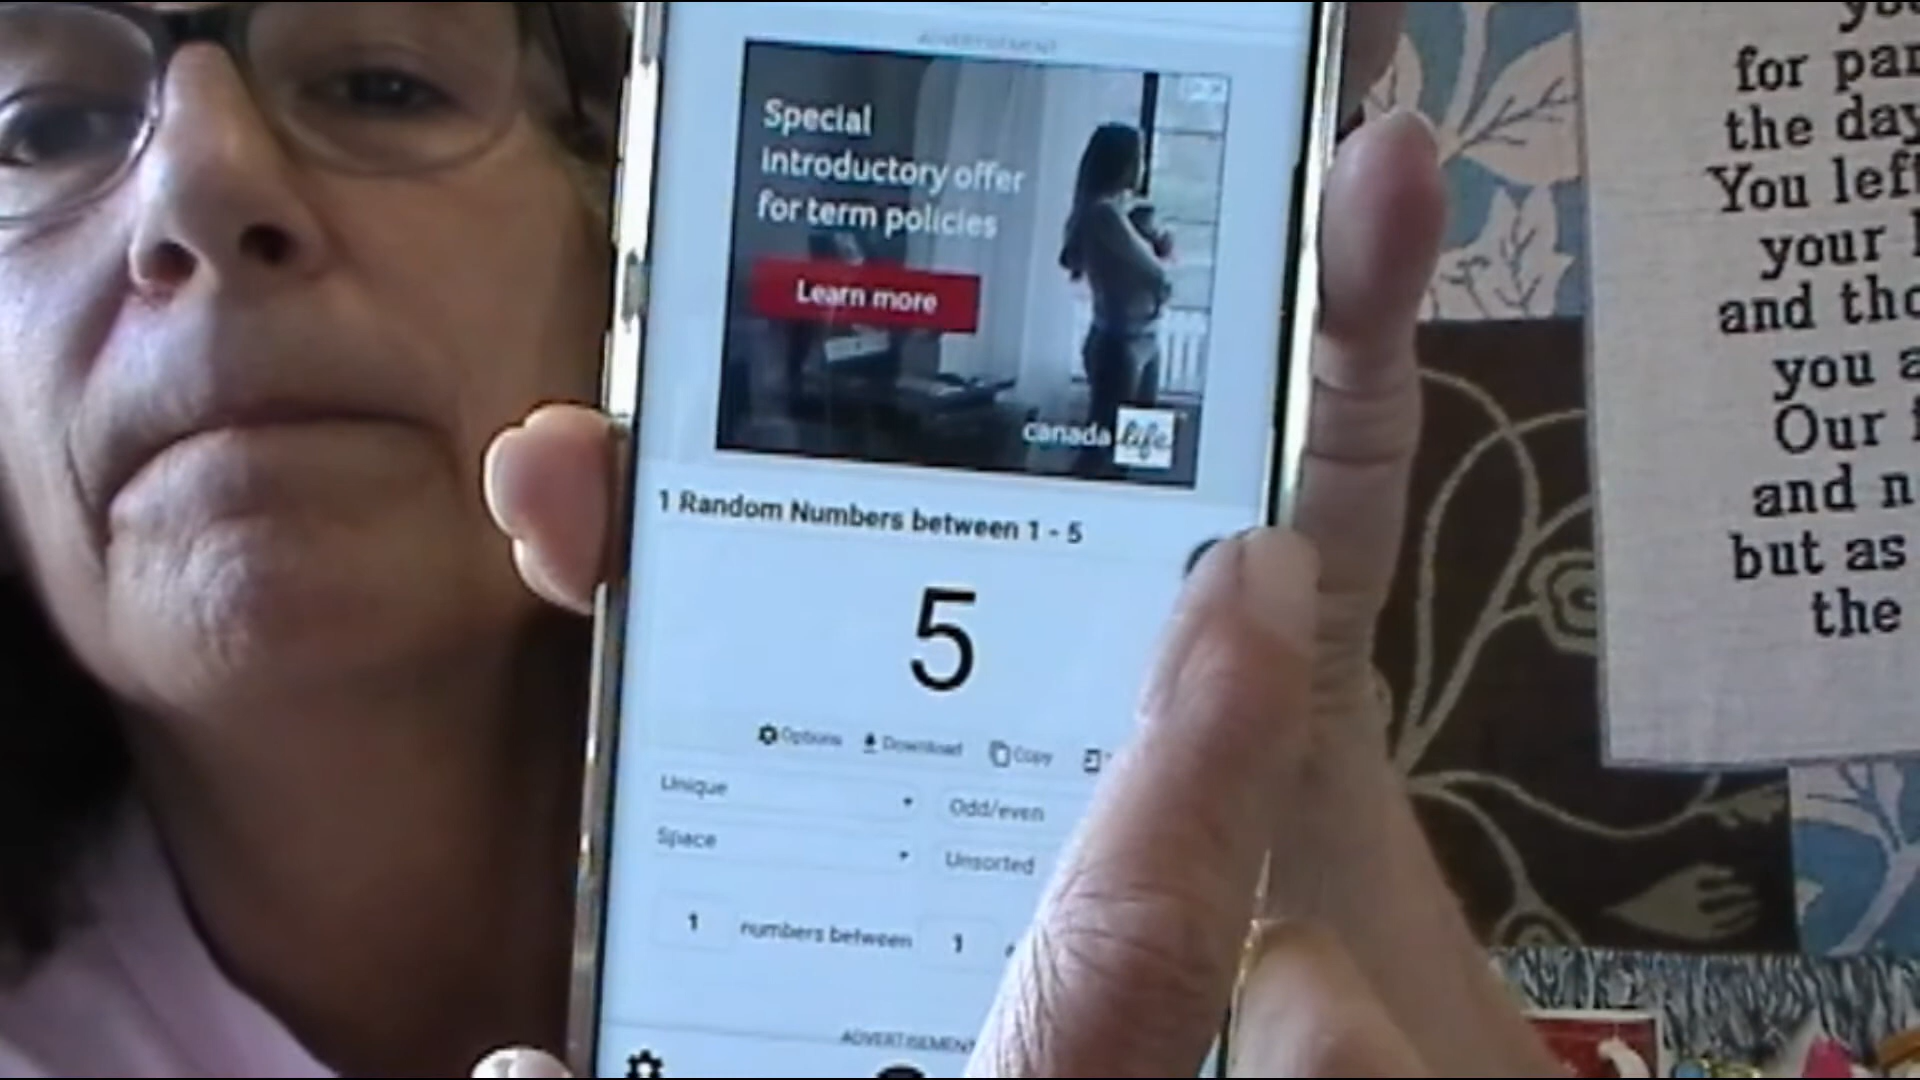 ADVERTISEMENT
Special
introductory offer
for term policies
Learn more
canada life
1 Random Numbers between 1 - 5
5
Options Download Copy
Unique Odd/even
Space Unsorted
1 numbers between 1
ADVERTISEMENT
for par
the day
You left
your
and tho
you a
Our
and n
but as
the